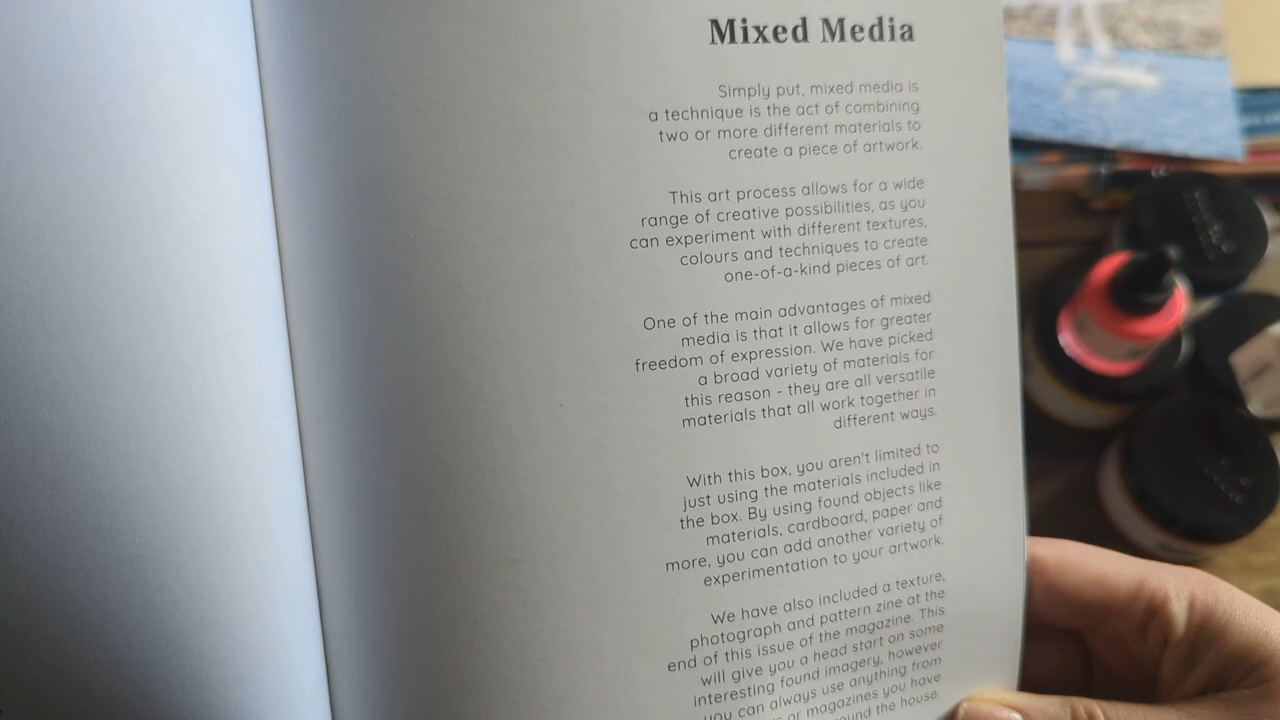 Mixed Media
Simply put, mixed media is
a technique is the act of combining
two or more different materials to
create a piece of artwork.
This art process allows for a wide
range of creative possibilities, as you
can experiment with different textures,
colours and techniques to create
one-of-a-kind pieces of art.
One of the main advantages of mixed
media is that it allows for greater
freedom of expression. We have picked
a broad variety of materials for
this reason - they are all versatile
materials that all work together in
different ways.
With this box, you aren't limited to
just using the materials included in
the box. By using found objects like
materials, cardboard, paper and
more, you can add another variety of
experimentation to your artwork.
We have also included a texture,
photograph and pattern zine at the
end of this issue of the magazine. This
will give you a head start on some
interesting found imagery, however
you can always use anything from
or magazines you have
the house.